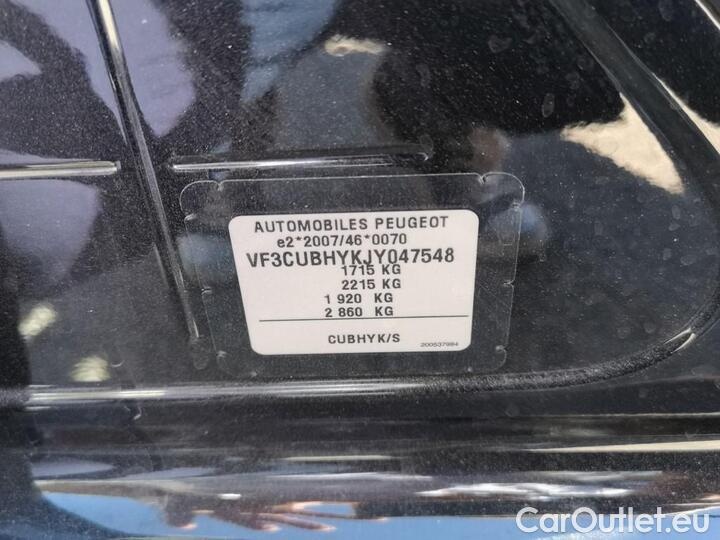 AUTOMOBILES PEUGEOT
e2*2007/46*0070
VF3CUBHYKJY047548
1715 KG
2215 KG
1 920 KG
2 860 KG
CUBHYK/S
200537984
CarOutlet.eu